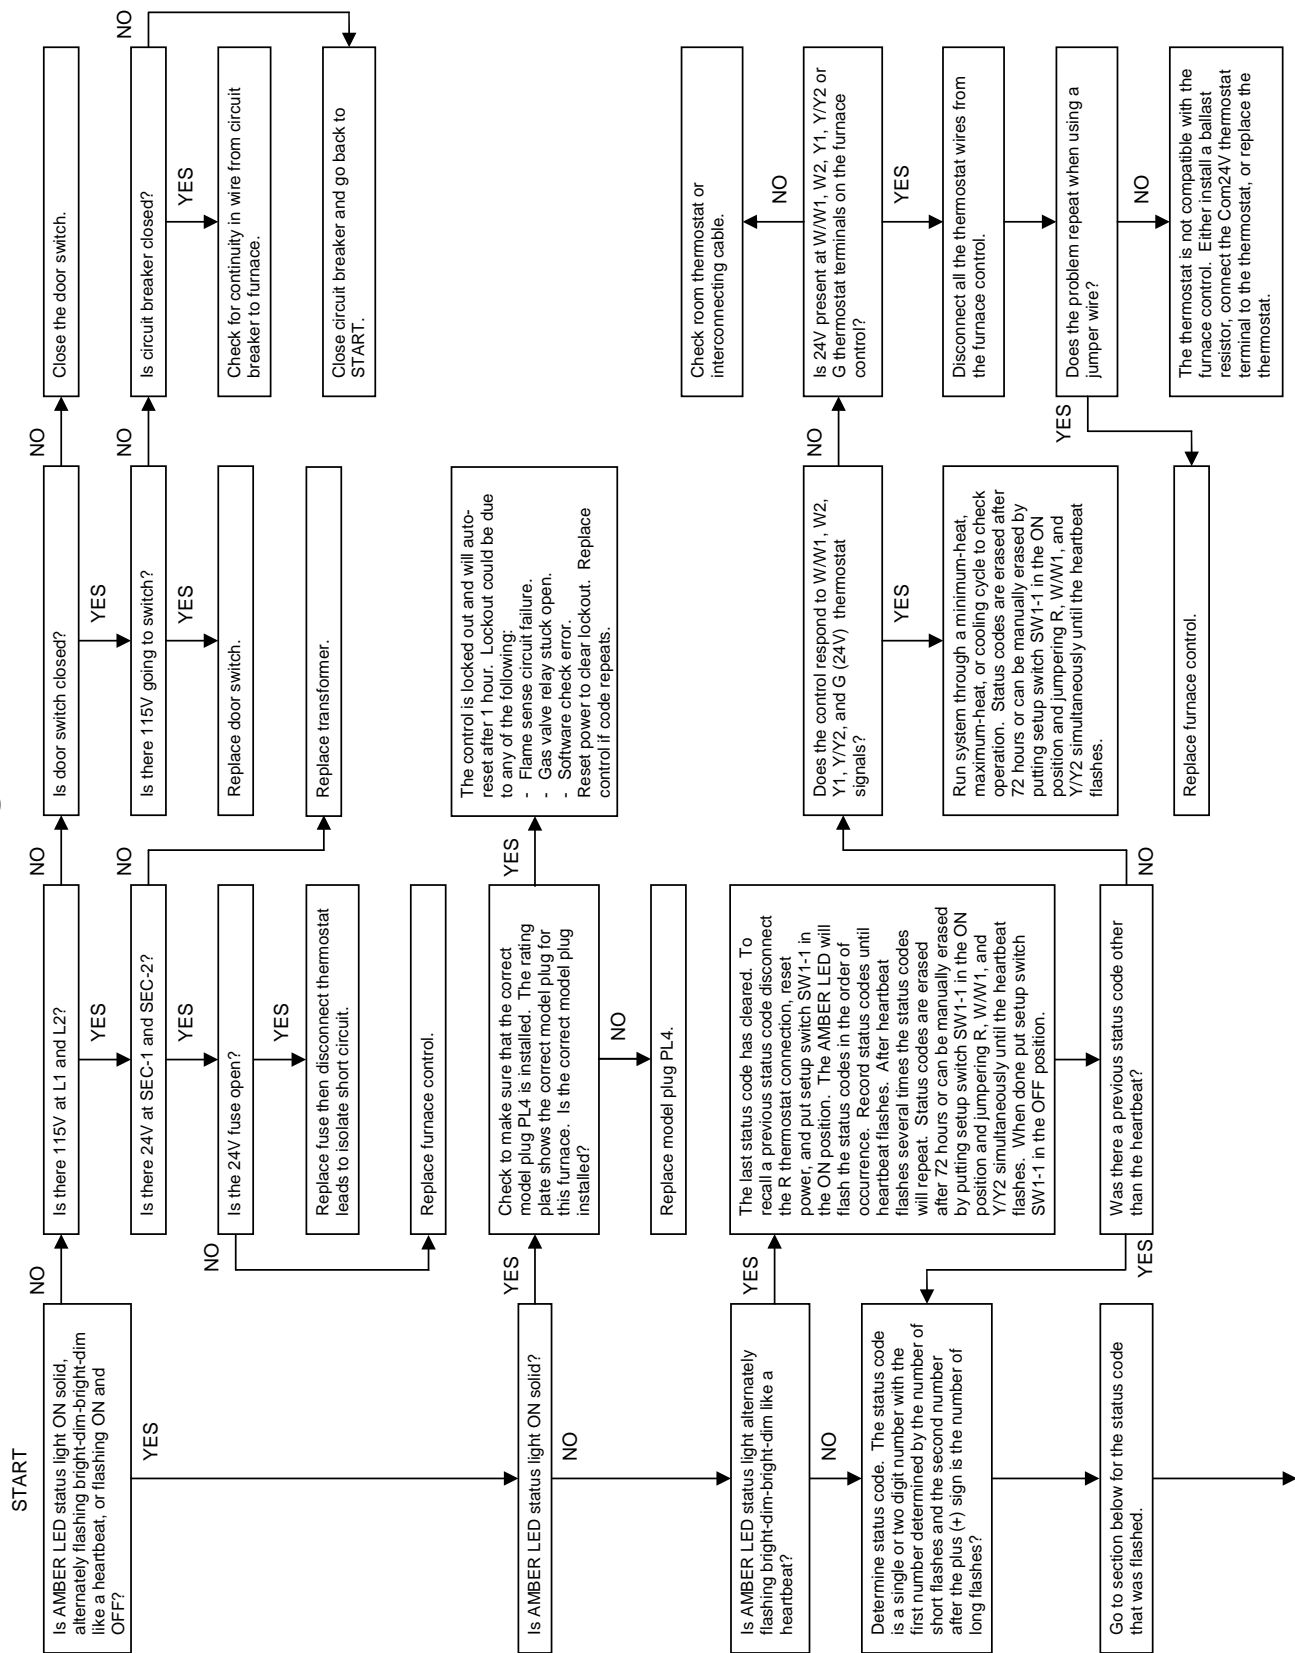 START
Is AMBER LED status light ON solid,
alternately flashing bright-dim-bright-dim
like a heartbeat, or flashing ON and
OFF?
NO
YES
Is there 115V at L1 and L2?
NO
YES
Is door switch closed?
NO
YES
Close the door switch.
Is there 24V at SEC-1 and SEC-2?
NO
YES
Is there 115V going to switch?
NO
YES
Is circuit breaker closed?
NO
YES
Is the 24V fuse open?
NO
YES
Replace door switch.
Check for continuity in wire from circuit
breaker to furnace.
Replace fuse then disconnect thermostat
leads to isolate short circuit.
Replace transformer.
Close circuit breaker and go back to
START.
Replace furnace control.
Is AMBER LED status light ON solid?
YES
NO
Check to make sure that the correct
model plug PL4 is installed. The rating
plate shows the correct model plug for
this furnace. Is the correct model plug
installed?
YES
NO
The control is locked out and will auto-
reset after 1 hour. Lockout could be due
to any of the following:
- Flame sense circuit failure.
- Gas valve relay stuck open.
- Software check error.
Reset power to clear lockout. Replace
control if code repeats.
Replace model plug PL4.
Is AMBER LED status light alternately
flashing bright-dim-bright-dim like a
heartbeat?
YES
NO
The last status code has cleared. To
recall a previous status code disconnect
the R thermostat connection, reset
power, and put setup switch SW1-1 in
the ON position. The AMBER LED will
flash the status codes in the order of
occurrence. Record status codes until
heartbeat flashes. After heartbeat
flashes several times the status codes
will repeat. Status codes are erased
after 72 hours or can be manually erased
by putting setup switch SW1-1 in the ON
position and jumpering R, W/W1, and
Y/Y2 simultaneously until the heartbeat
flashes. When done put setup switch
SW1-1 in the OFF position.
Does the control respond to W/W1, W2,
Y1, Y/Y2, and G (24V) thermostat
signals?
NO
YES
Is 24V present at W/W1, W2, Y1, Y/Y2 or
G thermostat terminals on the furnace
control?
NO
YES
Check room thermostat or
interconnecting cable.
Determine status code. The status code
is a single or two digit number with the
first number determined by the number of
short flashes and the second number
after the plus (+) sign is the number of
long flashes?
Run system through a minimum-heat,
maximum-heat, or cooling cycle to check
operation. Status codes are erased after
72 hours or can be manually erased by
putting setup switch SW1-1 in the ON
position and jumpering R, W/W1, and
Y/Y2 simultaneously until the heartbeat
flashes.
Disconnect all the thermostat wires from
the furnace control.
Does the problem repeat when using a
jumper wire?
YES
NO
Go to section below for the status code
that was flashed.
Was there a previous status code other
than the heartbeat?
YES
NO
Replace furnace control.
The thermostat is not compatible with the
furnace control. Either install a ballast
resistor, connect the Com24V thermostat
terminal to the thermostat, or replace the
thermostat.